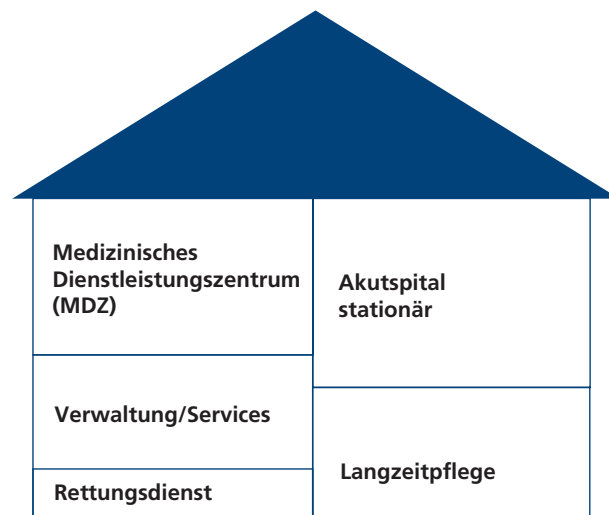 Medizinisches
Dienstleistungszentrum
(MDZ)
Verwaltung/Services
Rettungsdienst
Akutspital
stationär
Langzeitpflege